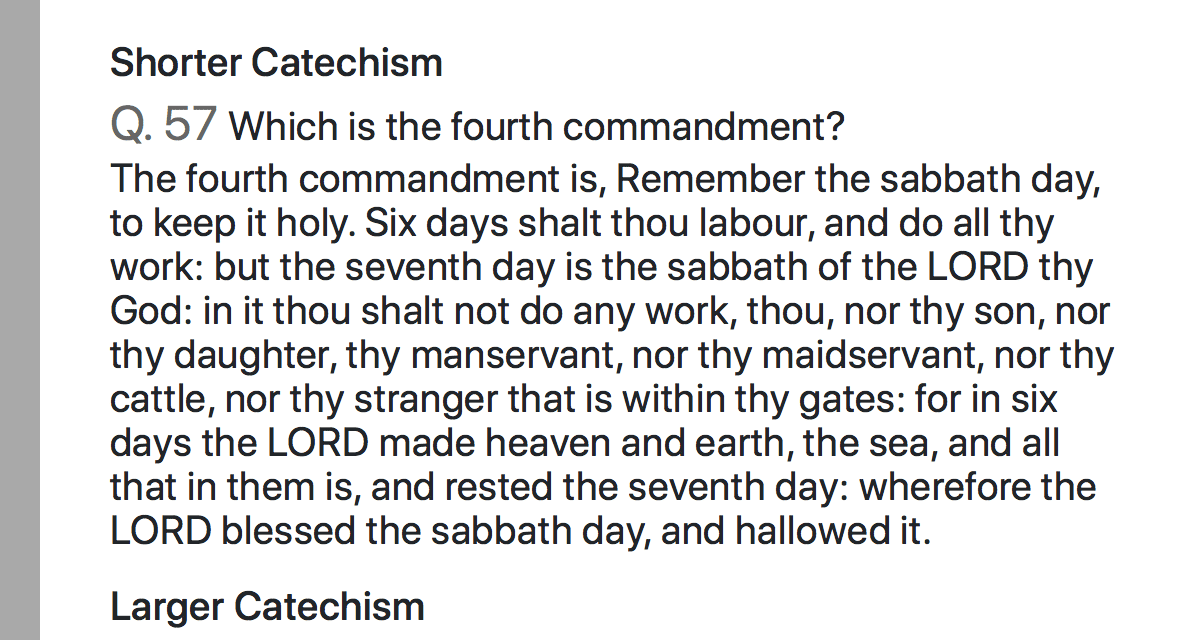 Shorter Catechism
Q. 57 Which is the fourth commandment?
The fourth commandment is, Remember the sabbath day,
to keep it holy. Six days shalt thou labour, and do all thy
work: but the seventh day is the sabbath of the LORD thy
God: in it thou shalt not do any work, thou, nor thy son, nor
thy daughter, thy manservant, nor thy maidservant, nor thy
cattle, nor thy stranger that is within thy gates: for in six
days the LORD made heaven and earth, the sea, and all
that in them is, and rested the seventh day: wherefore the
LORD blessed the sabbath day, and hallowed it.
Larger Catechism